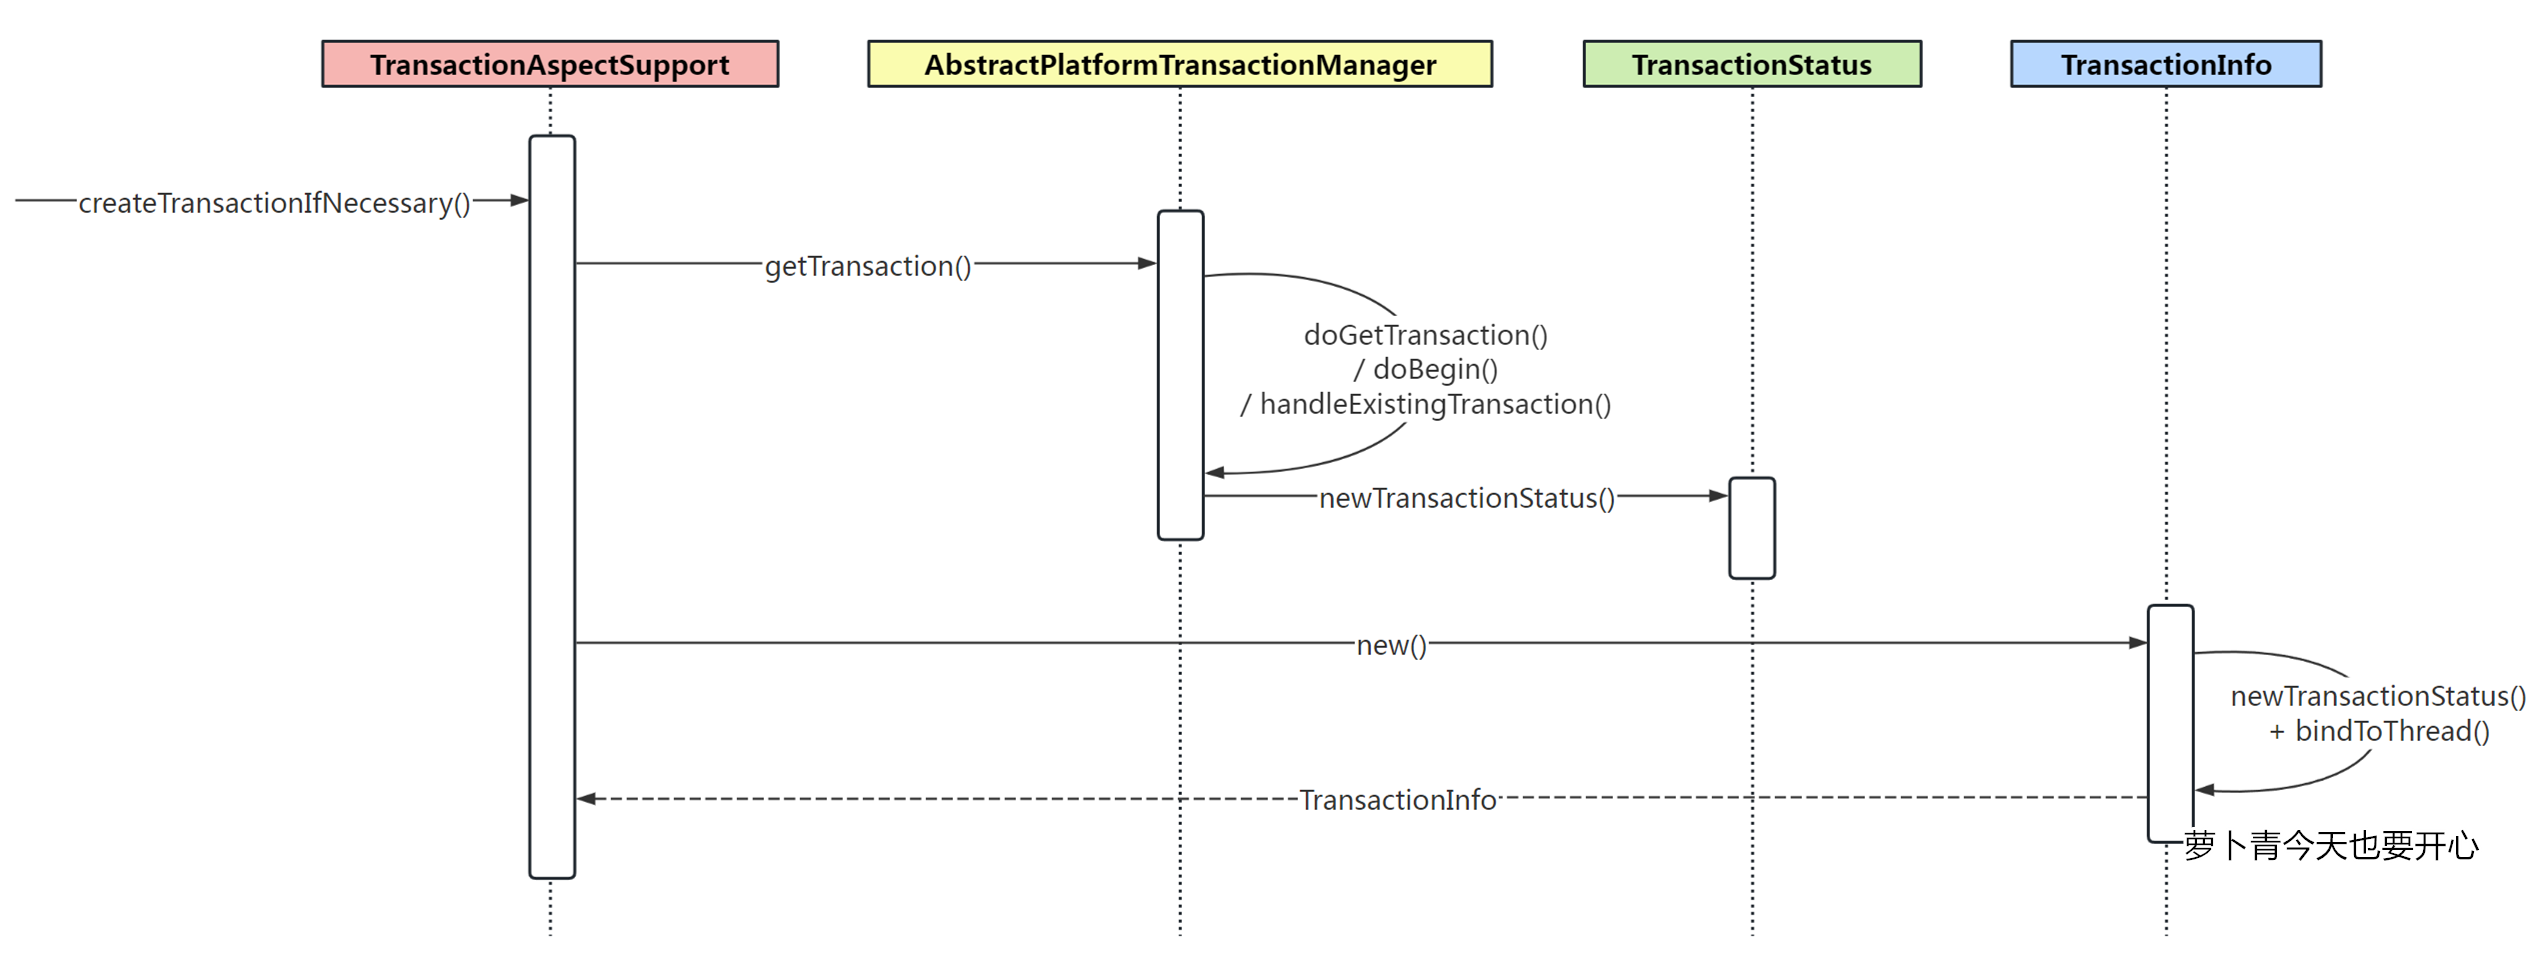 TransactionAspectSupport
AbstractPlatformTransactionManager
TransactionStatus
TransactionInfo
createTransactionIfNecessary()
getTransaction()
doGetTransaction()
/ doBegin()
/ handleExistingTransaction()
newTransactionStatus()
new()
newTransactionStatus()
+ bindToThread()
TransactionInfo
萝卜青今天也要开心